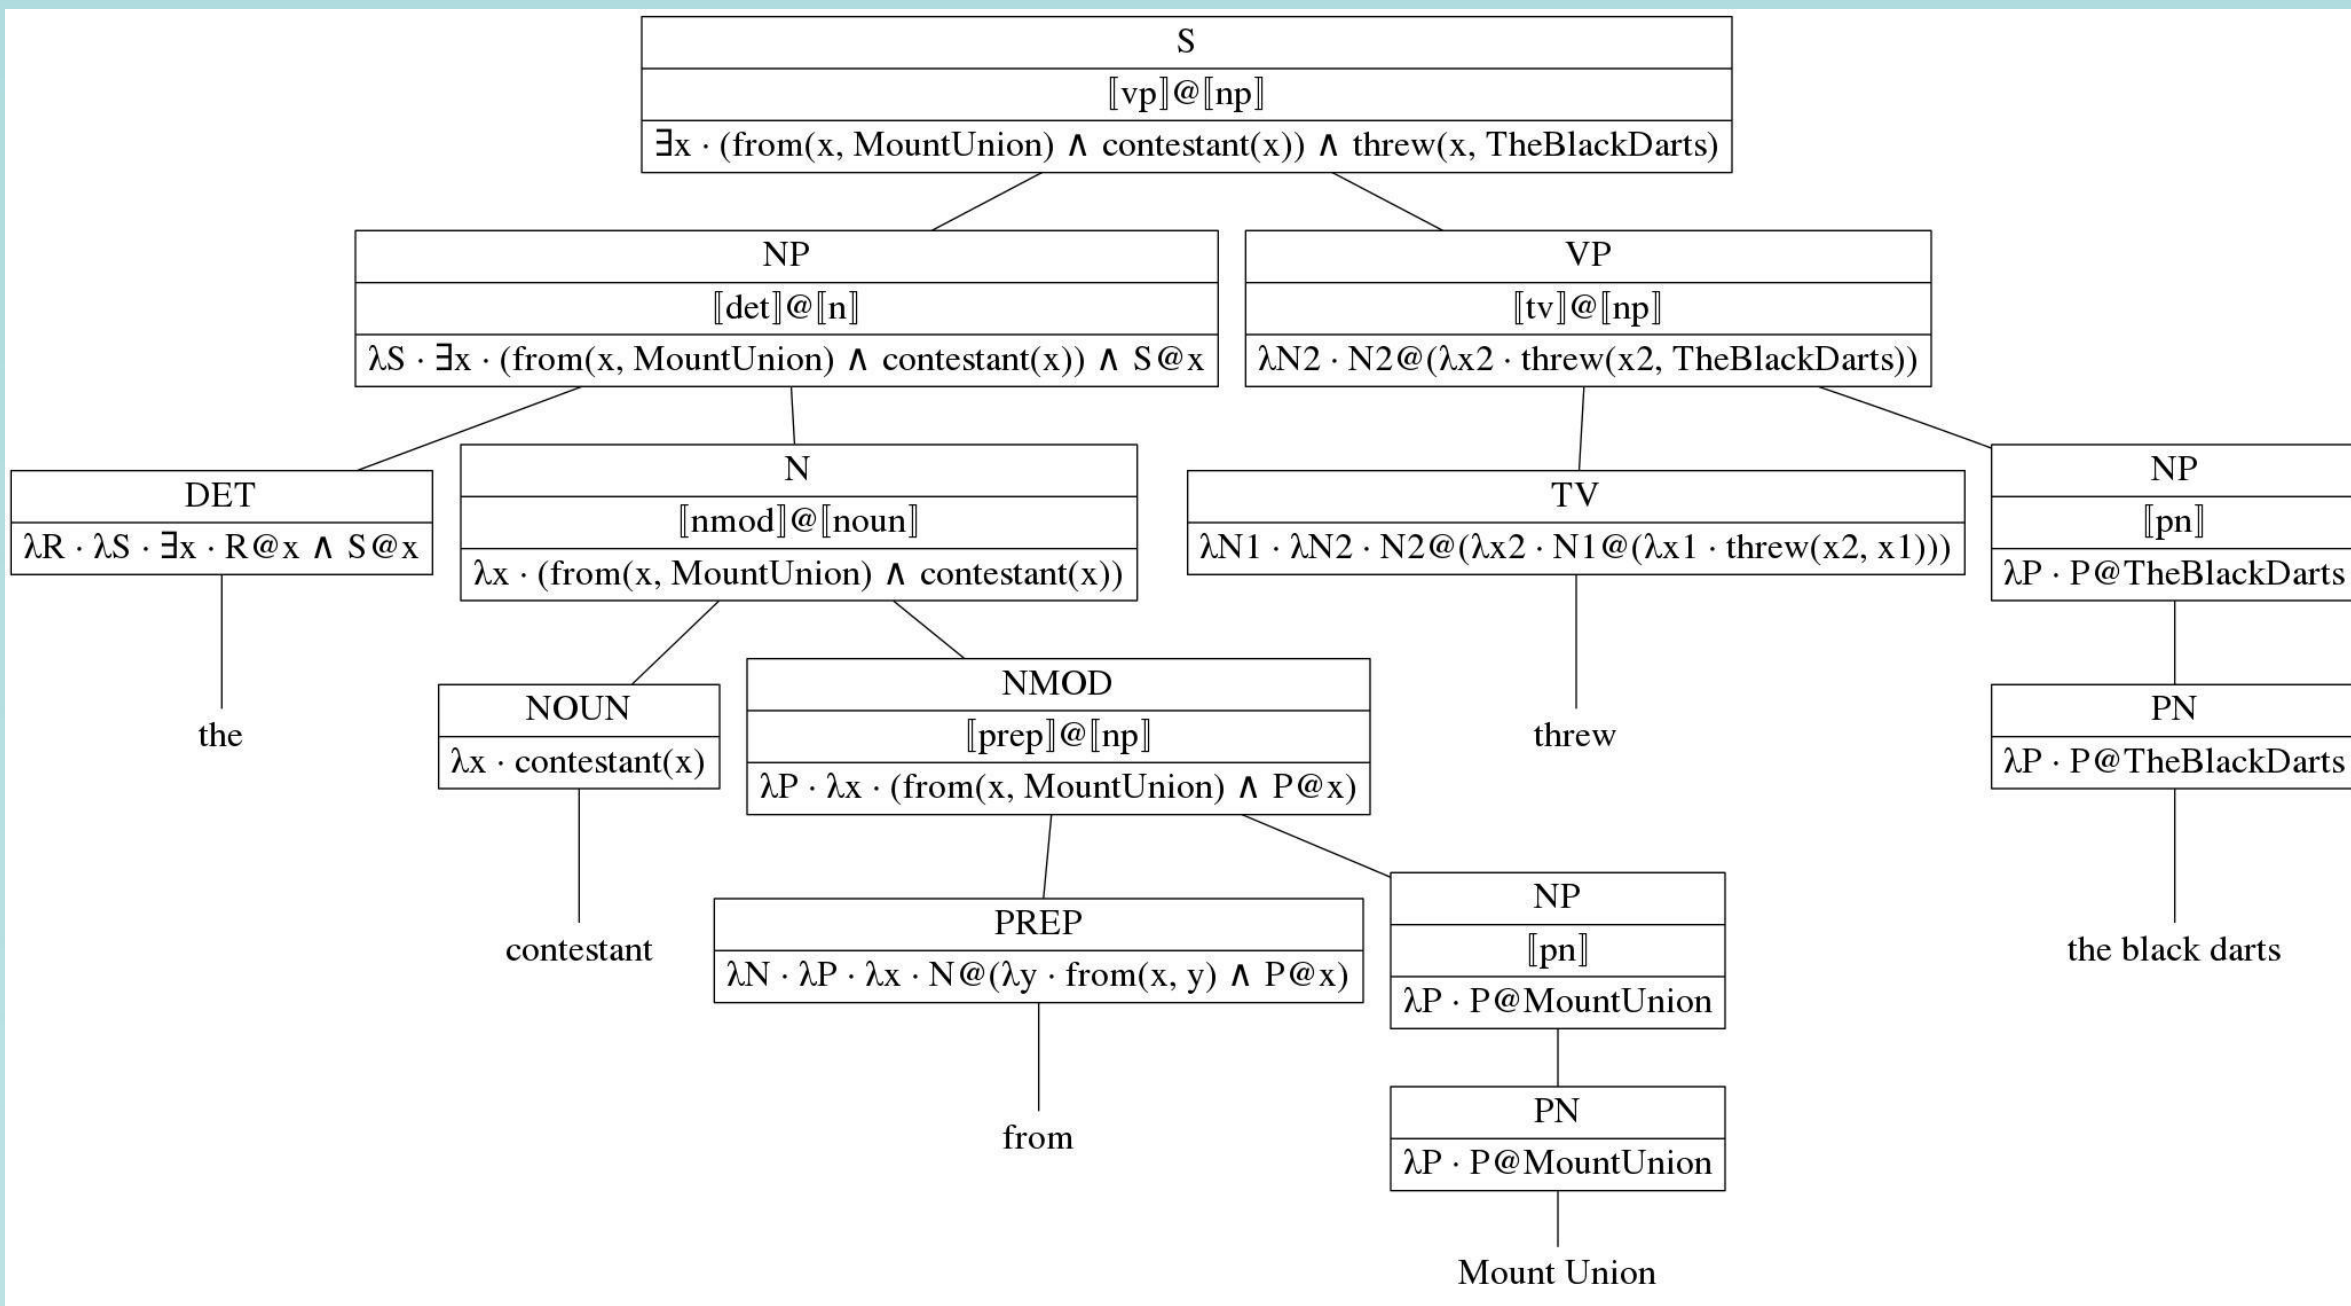 S
⟦vp⟧@⟦np⟧
∃x · (from(x, MountUnion) ∧ contestant(x)) ∧ threw(x, TheBlackDarts)
NP
⟦det⟧@⟦n⟧
λS · ∃x · (from(x, MountUnion) ∧ contestant(x)) ∧ S@x
VP
⟦tv⟧@⟦np⟧
λN2 · N2@(λx2 · threw(x2, TheBlackDarts))
DET
λR · λS · ∃x · R@x ∧ S@x
the
N
⟦nmod⟧@⟦noun⟧
λx · (from(x, MountUnion) ∧ contestant(x))
TV
λN1 · λN2 · N2@(λx2 · N1@(λx1 · threw(x2, x1)))
threw
NP
⟦pn⟧
λP · P@TheBlackDarts
NOUN
λx · contestant(x)
contestant
NMOD
⟦prep⟧@⟦np⟧
λP · λx · (from(x, MountUnion) ∧ P@x)
PN
λP · P@TheBlackDarts
the black darts
PREP
λN · λP · λx · N@(λy · from(x, y) ∧ P@x)
from
NP
⟦pn⟧
λP · P@MountUnion
PN
λP · P@MountUnion
Mount Union